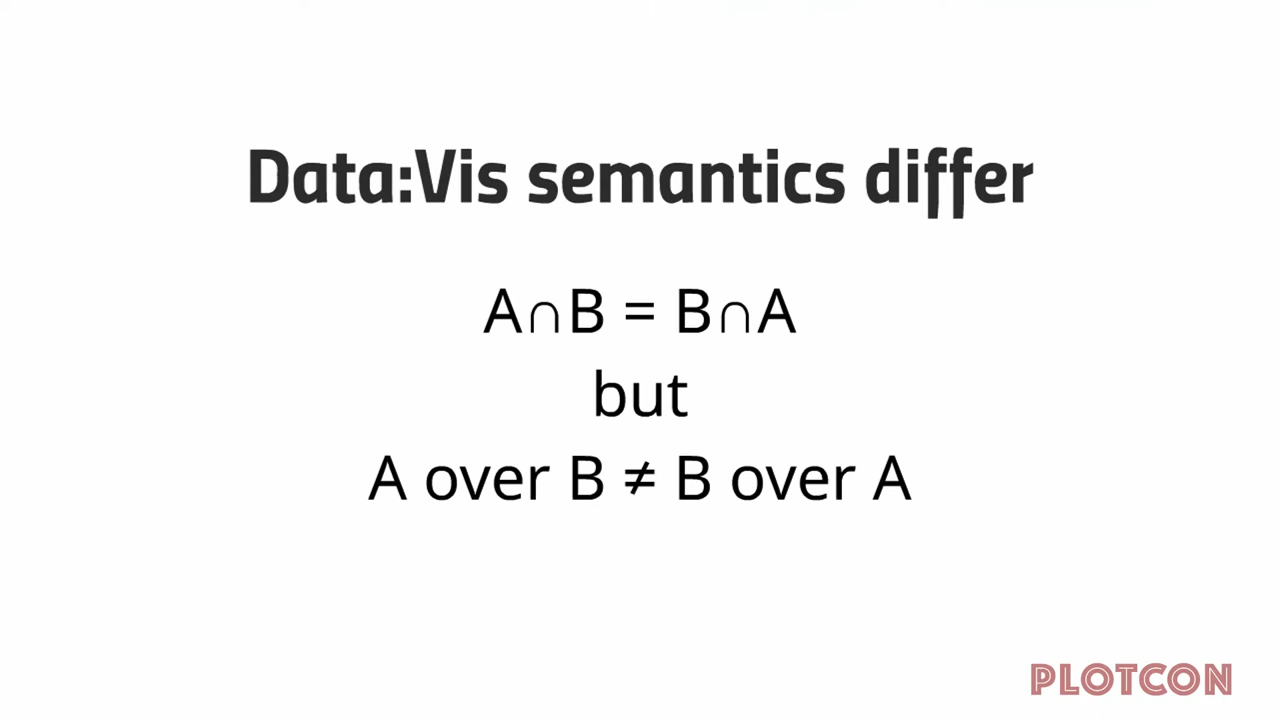 Data:Vis semantics differ
A∩B = B∩A
but
A over B ≠ B over A
PLOTCON